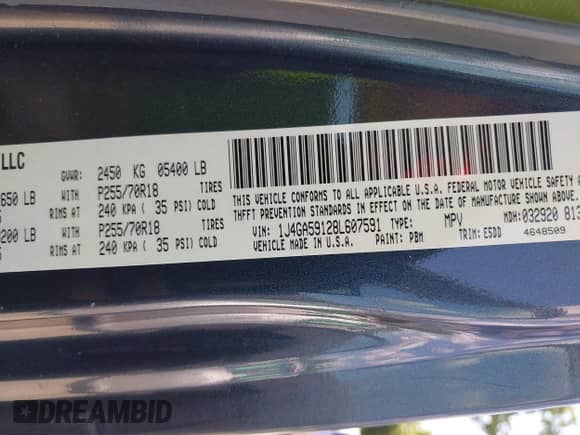 LLC
GVWR: 2450 KG 05400 LB
650 LB WITH P255/70R18 TIRES
RIMS AT 240 KPA ( 35 PSI) COLD
200 LB WITH P255/70R18 TIRES
RIMS AT 240 KPA ( 35 PSI) COLD
THIS VEHICLE CONFORMS TO ALL APPLICABLE U.S.A. FEDERAL MOTOR VEHICLE SAFETY
THEFT PREVENTION STANDARDS IN EFFECT ON THE DATE OF MANUFACTURE SHOWN ABOVE.
VIN: 1J4GA59128L607591 TYPE: MPV MDH: 032920
VEHICLE MADE IN U.S.A. PAINT: PBM TRIM: E5DD 4648509
DREAMBID